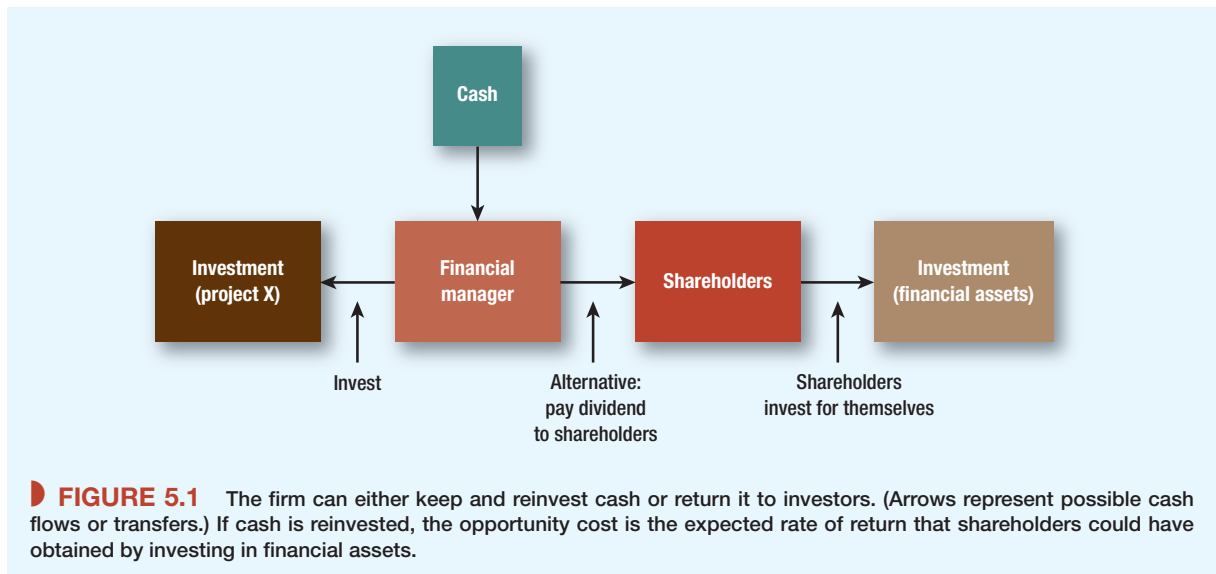 Cash
Investment
(project X)
Financial
manager
Shareholders
Investment
(financial assets)
Invest
Alternative:
pay dividend
to shareholders
Shareholders
invest for themselves
FIGURE 5.1 The firm can either keep and reinvest cash or return it to investors. (Arrows represent possible cash
flows or transfers.) If cash is reinvested, the opportunity cost is the expected rate of return that shareholders could have
obtained by investing in financial assets.